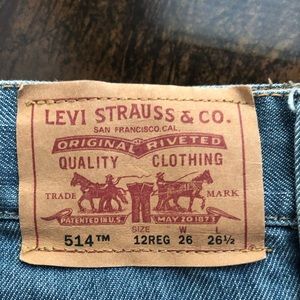 LEVI STRAUSS & CO.
SAN FRANCISCO, CAL.
ORIGINAL RIVETED
QUALITY CLOTHING
TRADE MARK
PATENTED IN U.S. MAY 20 1873
SIZE W L
514™ 12REG 26 26½